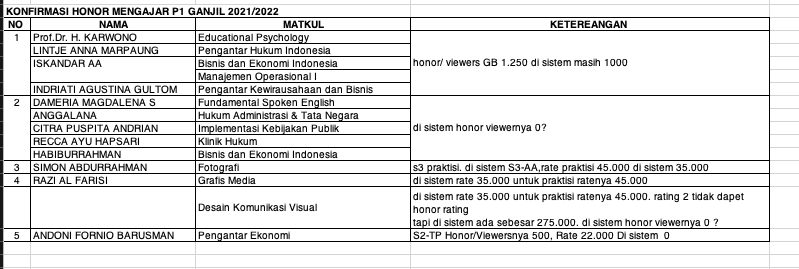 KONFIRMASI HONOR MENGAJAR P1 GANJIL 2021/2022
NO NAMA MATKUL KETEREANGAN
1 Prof.Dr. H. KARWONO Educational Psychology
LINTJE ANNA MARPAUNG Pengantar Hukum Indonesia
ISKANDAR AA Bisnis dan Ekonomi Indonesia honor/ viewers GB 1.250 di sistem masih 1000
Manajemen Operasional I
INDRIATI AGUSTINA GULTOM Pengantar Kewirausahaan dan Bisnis
2 DAMERIA MAGDALENA S Fundamental Spoken English
ANGGALANA Hukum Administrasi & Tata Negara
CITRA PUSPITA ANDRIAN Implementasi Kebijakan Publik di sistem honor viewernya 0?
RECCA AYU HAPSARI Klinik Hukum
HABIBURRAHMAN Bisnis dan Ekonomi Indonesia
3 SIMON ABDURRAHMAN Fotografi s3 praktisi. di sistem S3-AA,rate praktisi 45.000 di sistem 35.000
4 RAZI AL FARISI Grafis Media di sistem rate 35.000 untuk praktisi ratenya 45.000
Desain Komunikasi Visual di sistem rate 35.000 untuk praktisi ratenya 45.000. rating 2 tidak dapet
honor rating
tapi di sistem ada sebesar 275.000. di sistem honor viewernya 0 ?
5 ANDONI FORNIO BARUSMAN Pengantar Ekonomi S2-TP Honor/Viewersnya 500, Rate 22.000 Di sistem 0